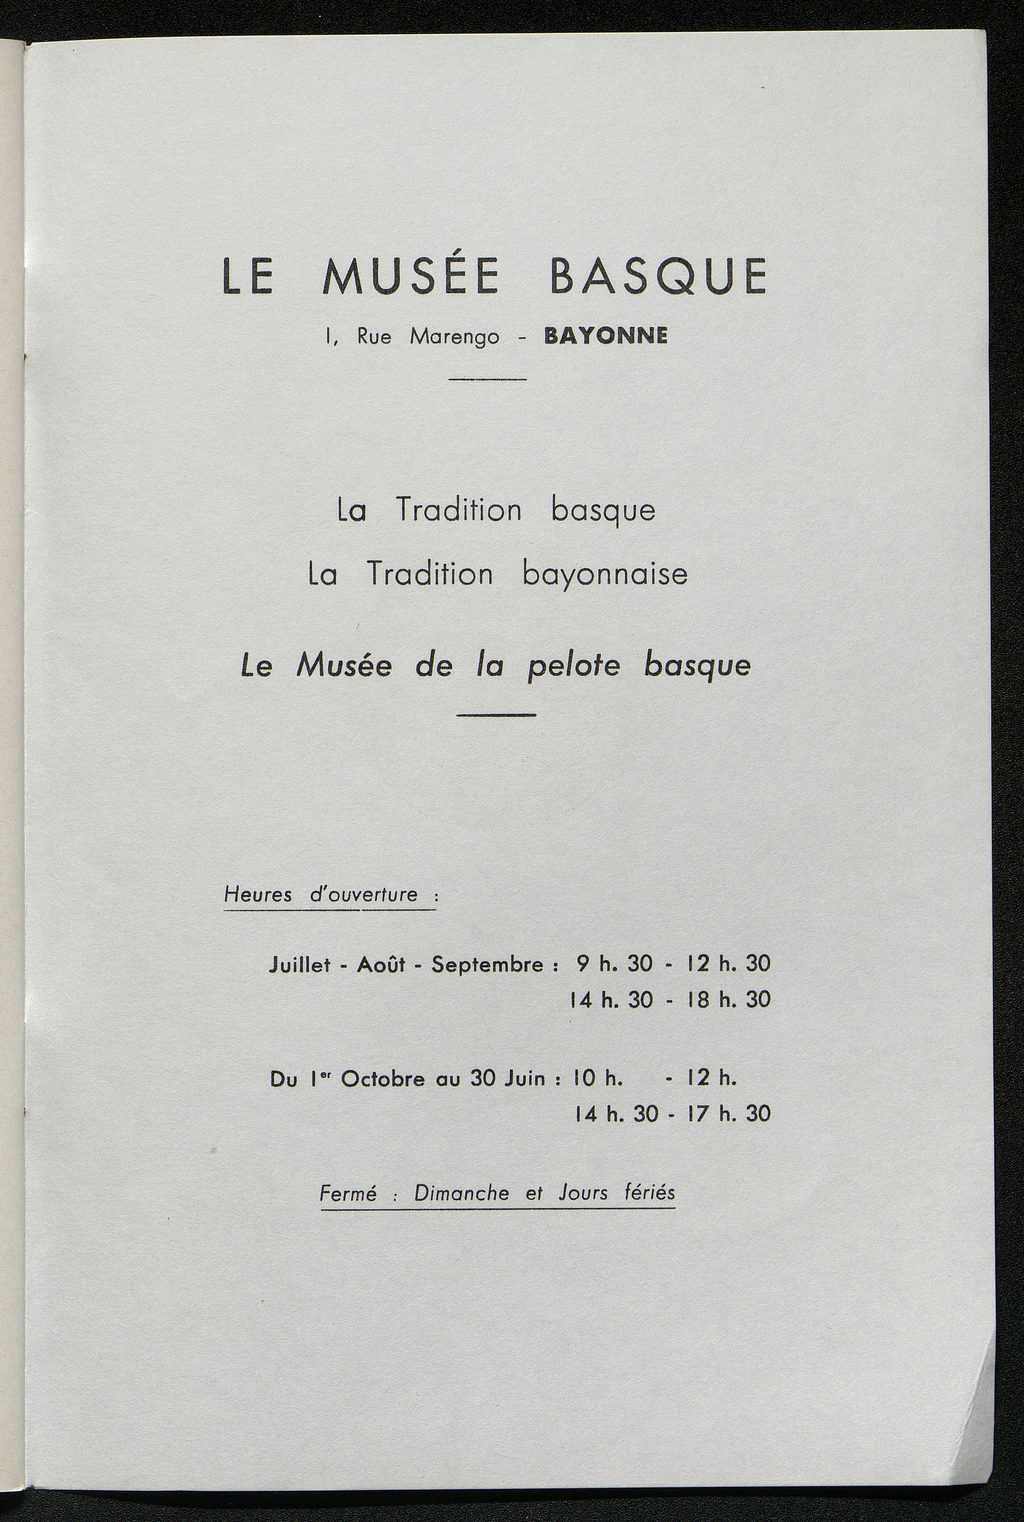 LE MUSÉE BASQUE
1, Rue Marengo - BAYONNE
La Tradition basque
La Tradition bayonnaise
Le Musée de la pelote basque
Heures d'ouverture :
Juillet - Août - Septembre : 9 h. 30 - 12 h. 30
14 h. 30 - 18 h. 30
Du 1er Octobre au 30 Juin : 10 h. - 12 h.
14 h. 30 - 17 h. 30
Fermé : Dimanche et Jours fériés